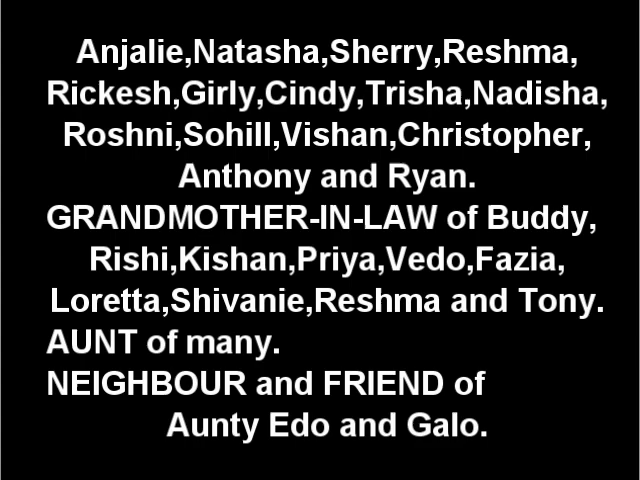 Anjalie,Natasha,Sherry,Reshma,
Rickesh,Girly,Cindy,Trisha,Nadisha,
Roshni,Sohill,Vishan,Christopher,
Anthony and Ryan.
GRANDMOTHER-IN-LAW of Buddy,
Rishi,Kishan,Priya,Vedo,Fazia,
Loretta,Shivanie,Reshma and Tony.
AUNT of many.
NEIGHBOUR and FRIEND of
Aunty Edo and Galo.